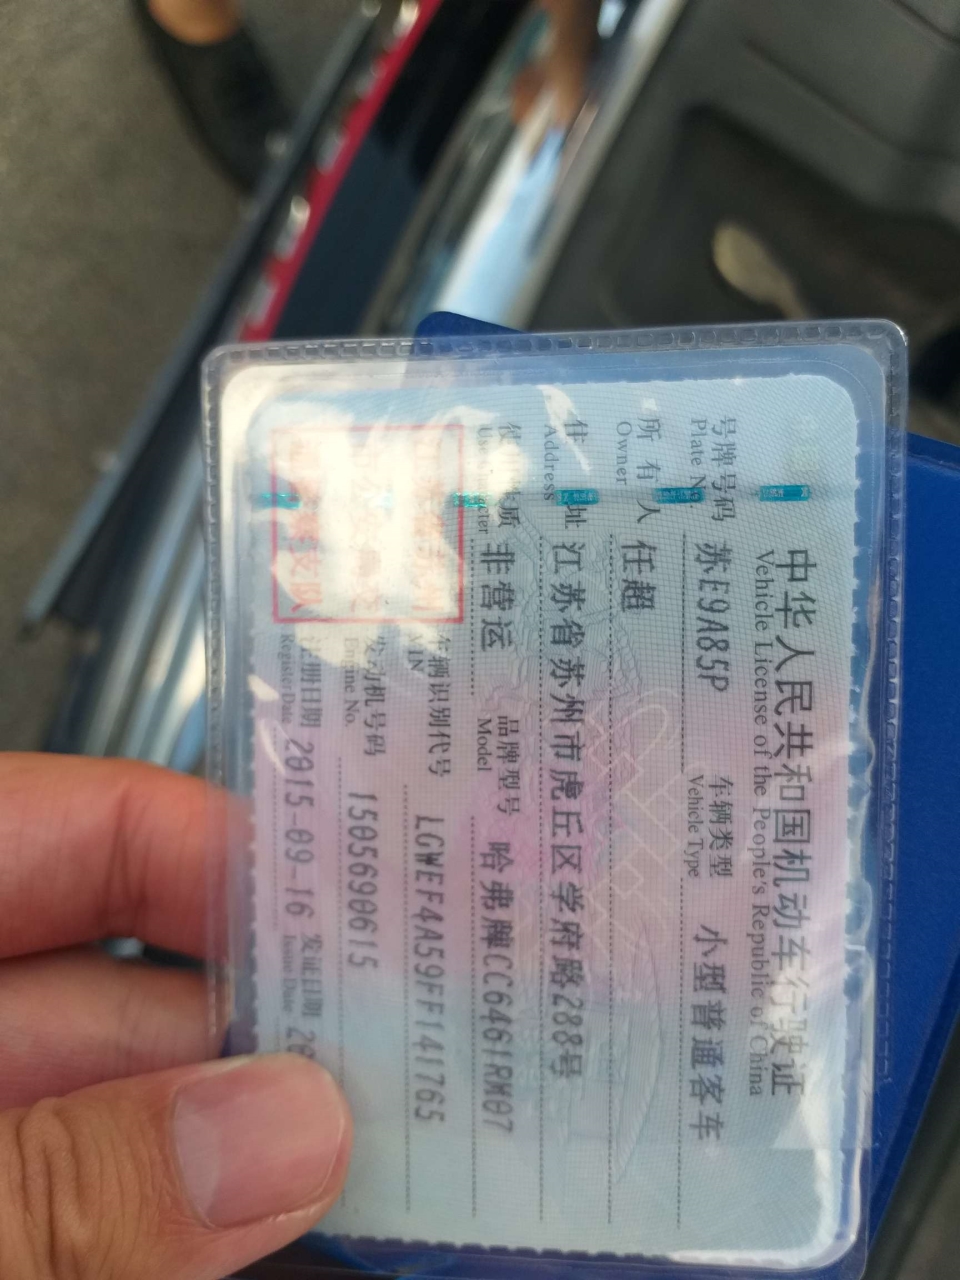 中华人民共和国机动车行驶证
Vehicle License of the People's Republic of China
号牌号码 苏E9A85P 车辆类型 小型普通客车
Plate N Vehicle Type
所有人 任超
Owner
住址 江苏省苏州市虎丘区学府路288号
Address
质 非营运 品牌型号 哈弗牌CC6461RM07
Model
车辆识别代号 LGWEF4A59FF141765
VIN
发动机号码 1505690615
Engine No.
注册日期 2015-09-16 发证日期 20
Register Date Issue Date
支队